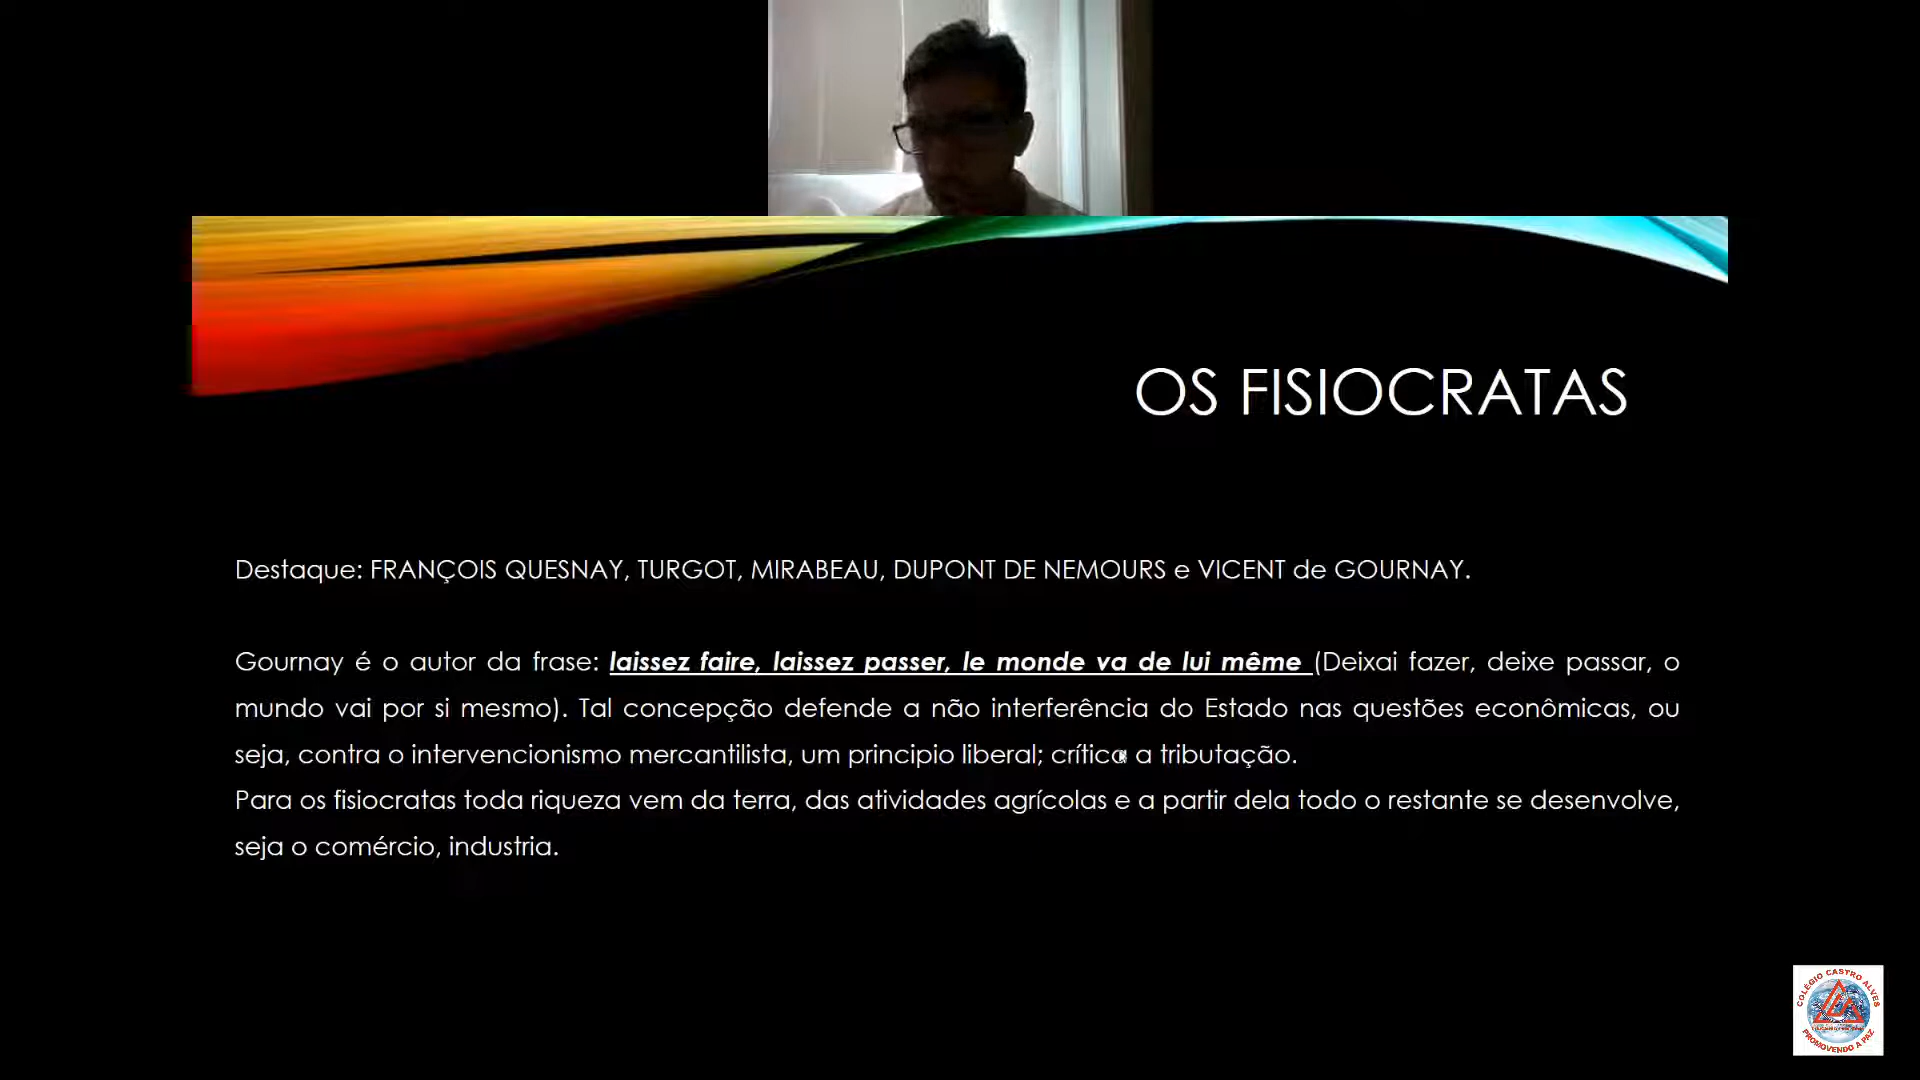 OS FISIOCRATAS
Destaque: FRANÇOIS QUESNAY, TURGOT, MIRABEAU, DUPONT DE NEMOURS e VICENT de GOURNAY.
Gournay é o autor da frase: laissez faire, laissez passer, le monde va de lui même (Deixai fazer, deixe passar, o
mundo vai por si mesmo). Tal concepção defende a não interferência do Estado nas questões econômicas, ou
seja, contra o intervencionismo mercantilista, um principio liberal; crítica a tributação.
Para os fisiocratas toda riqueza vem da terra, das atividades agrícolas e a partir dela todo o restante se desenvolve,
seja o comércio, industria.
COLÉGIO CASTRO ALVES
PROMOVENDO A PAZ